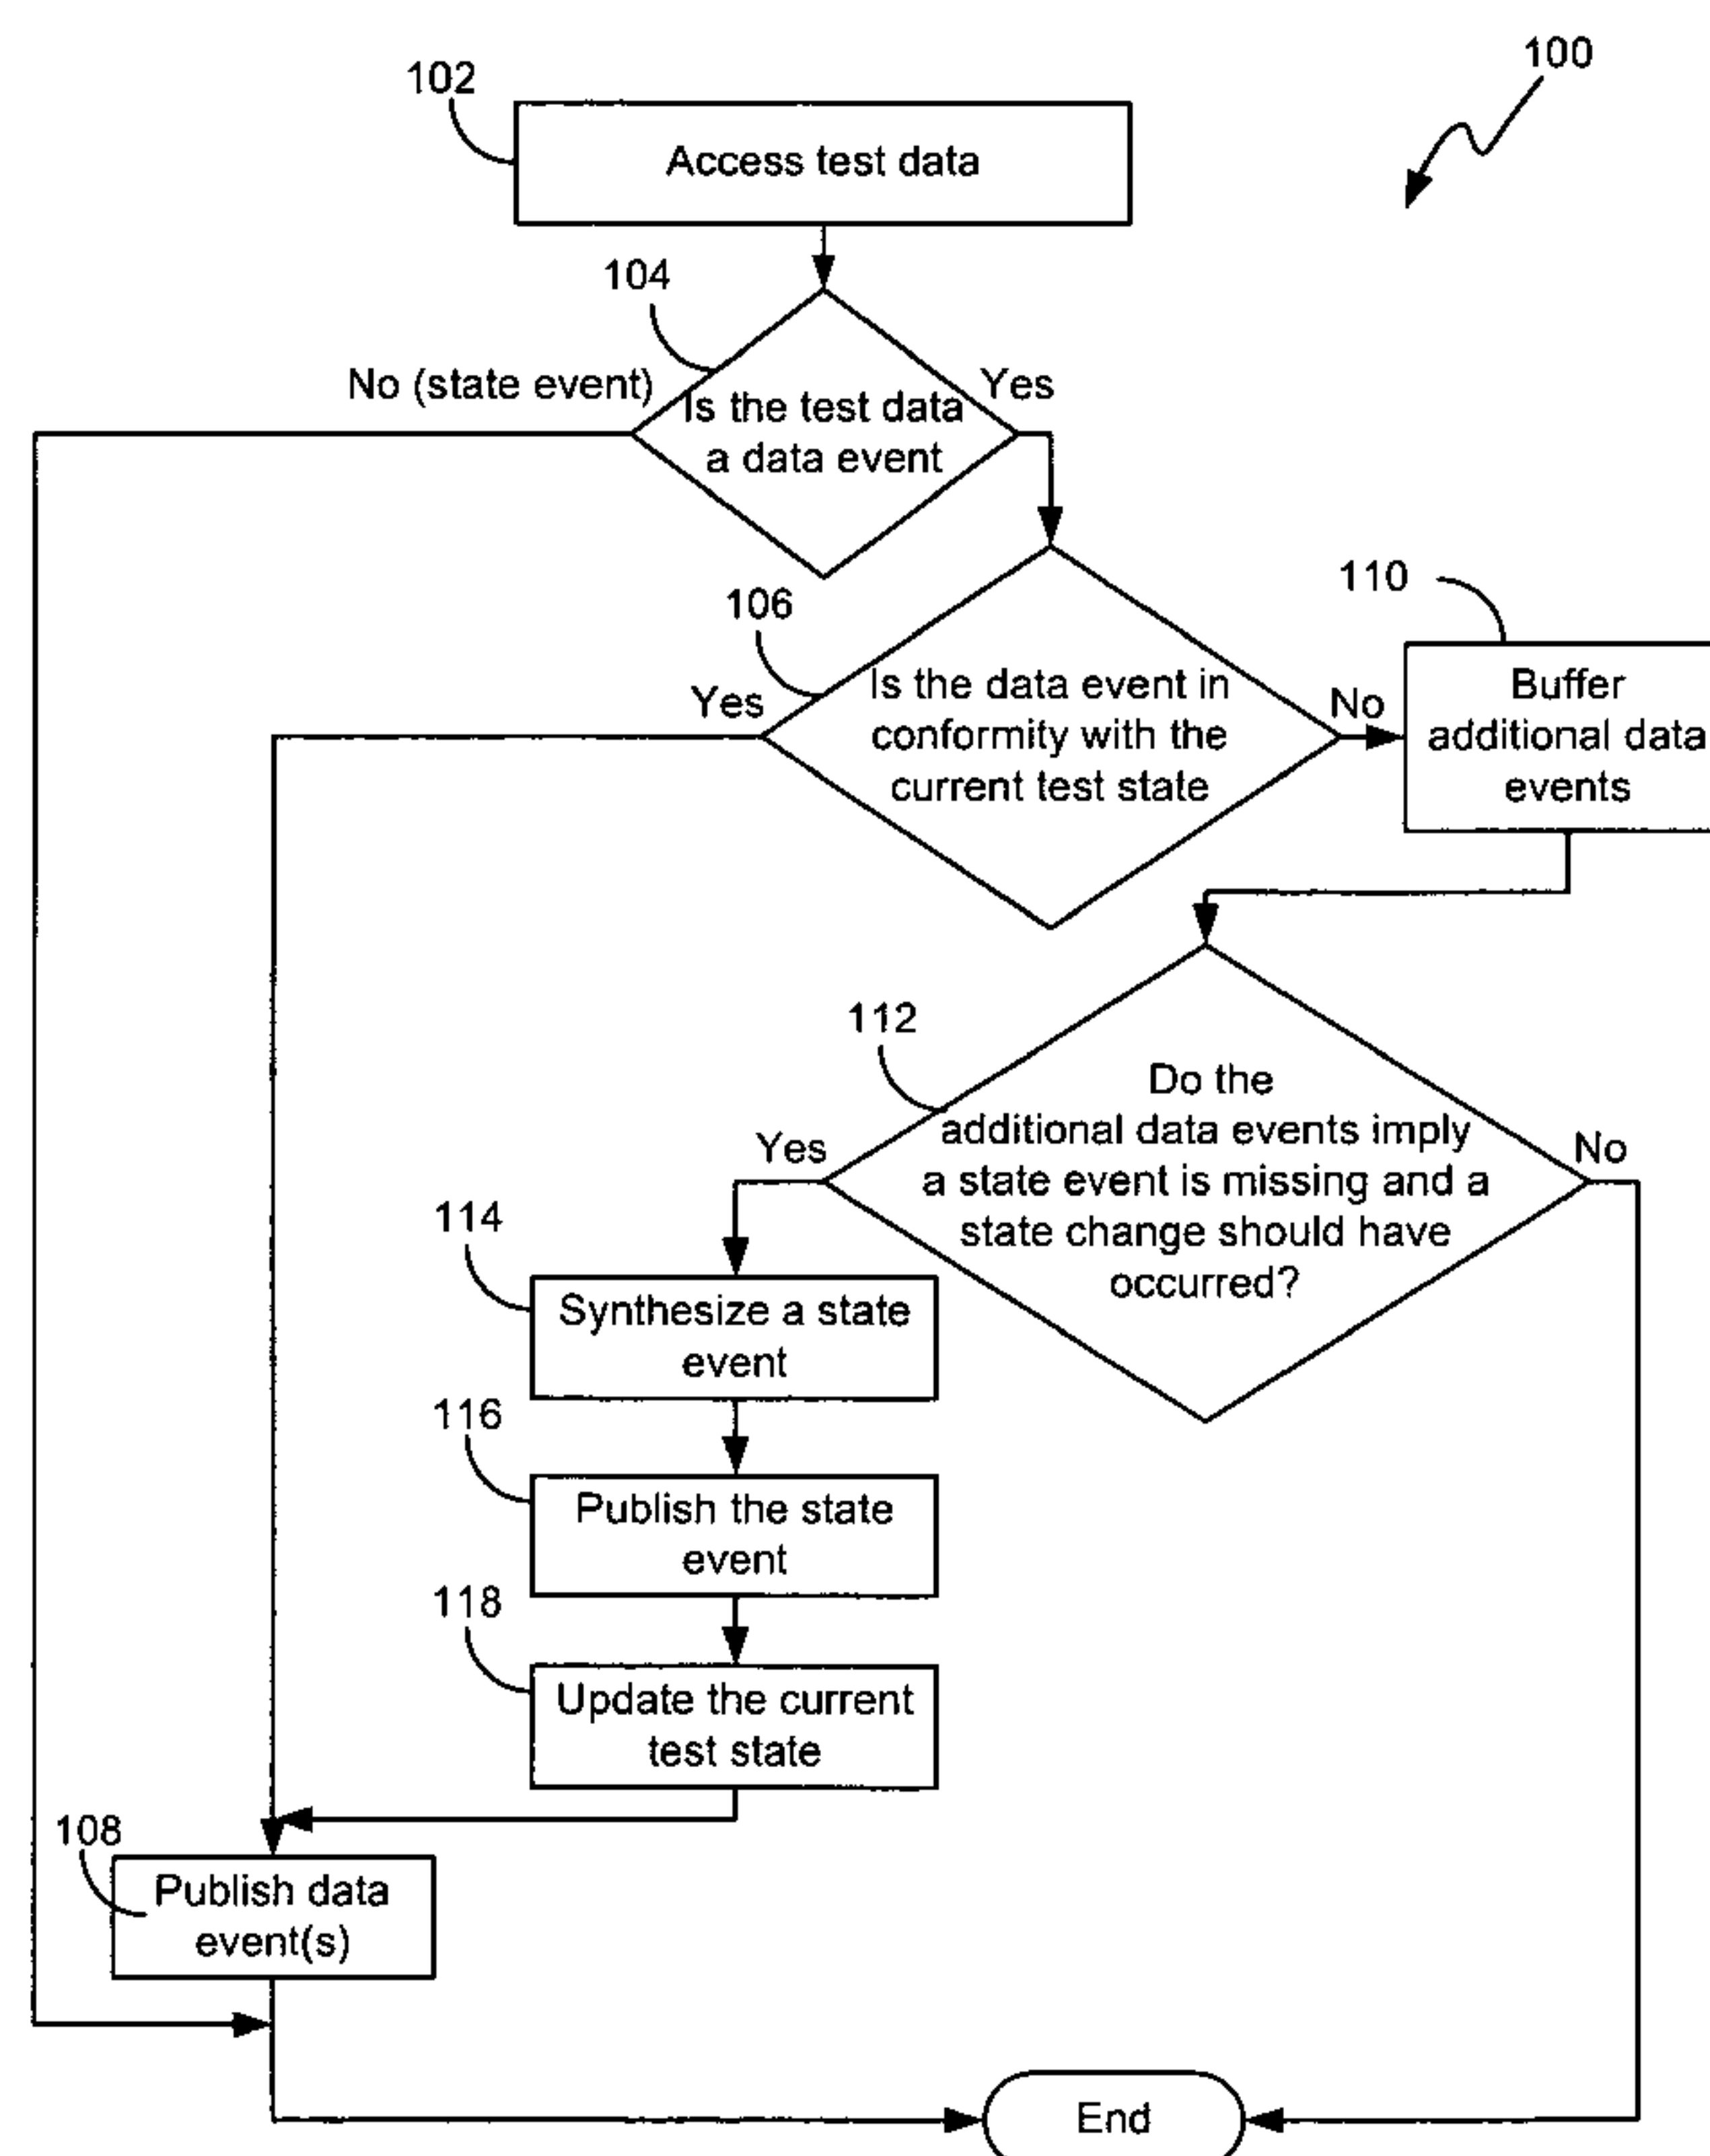 100
102
Access test data
104
No (state event)
Yes
Is the test data
a data event
106
110
Yes
Is the data event in
conformity with the
current test state
No
Buffer
additional data
events
112
Do the
additional data events imply
a state event is missing and a
state change should have
occurred?
Yes
No
114
Synthesize a state
event
116
Publish the state
event
118
Update the current
test state
108
Publish data
event(s)
End